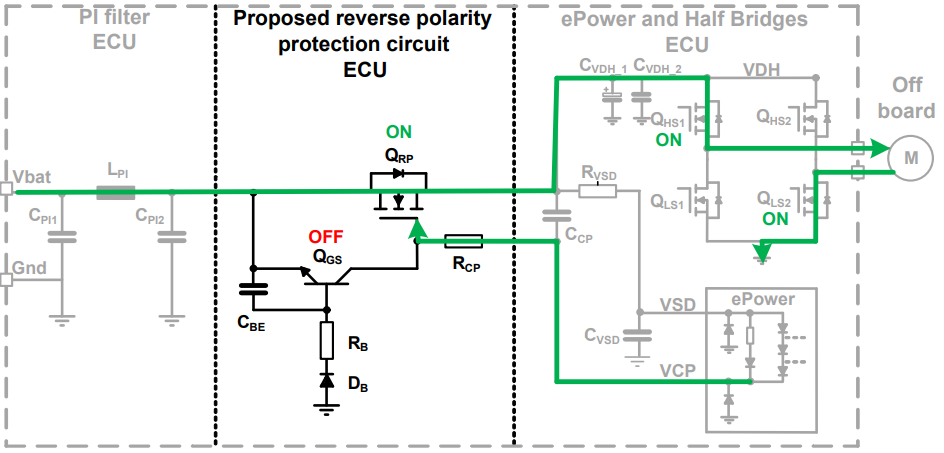 PI filter
ECU
Proposed reverse polarity
protection circuit
ECU
ePower and Half Bridges
ECU
CVDH_1 CVDH_2
VDH
Off
board
QHS1
ON
QHS2
ON
QRP
M
Vbat
LPI
RVSD
QLS1
QLS2
ON
CPI1
CPI2
CCP
OFF
QGS
RCP
Gnd
CBE
VSD
ePower
RB
CVSD
VCP
DB